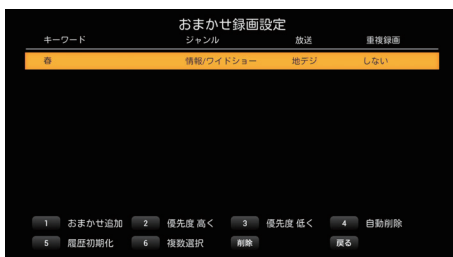 おまかせ録画設定
キーワード ジャンル 放送 重複録画
春 情報/ワイドショー 地デジ しない
1 おまかせ追加 2 優先度 高く 3 優先度 低く 4 自動削除
5 履歴初期化 6 複数選択 削除 戻る